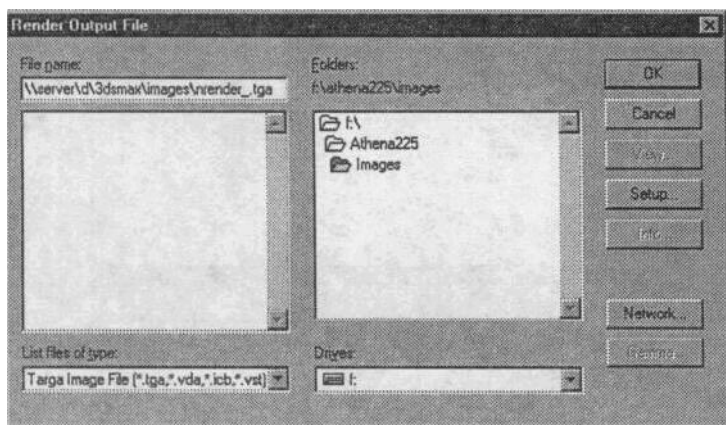 Render Output File
File name:
\\server\d\3dsmax\images\nrender_.tga
Folders:
f:\athena225\images
f:\
Athena225
Images
OK
Cancel
View...
Setup...
Info...
Network...
Gamma...
List files of type:
Targa Image File (*.tga,*.vda,*.icb,*.vst)
Drives:
f: